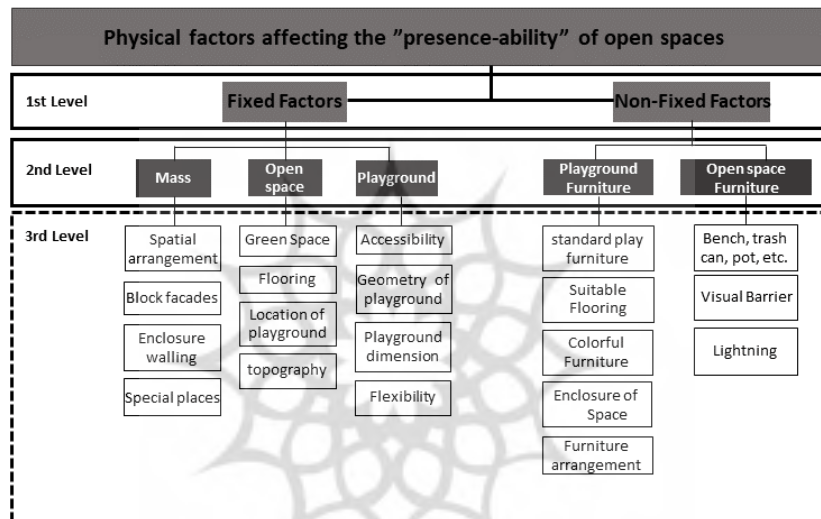 Physical factors affecting the ”presence-ability” of open spaces
1st Level
Fixed Factors
Non-Fixed Factors
2nd Level
Mass
Open
space
Playground
Playground
Furniture
Open space
Furniture
3rd Level
Spatial
arrangement
Block facades
Enclosure
walling
Special places
Green Space
Flooring
Location of
playground
topography
Accessibility
Geometry of
playground
Playground
dimension
Flexibility
standard play
furniture
Suitable
Flooring
Colorful
Furniture
Enclosure of
Space
Furniture
arrangement
Bench, trash
can, pot, etc.
Visual Barrier
Lightning